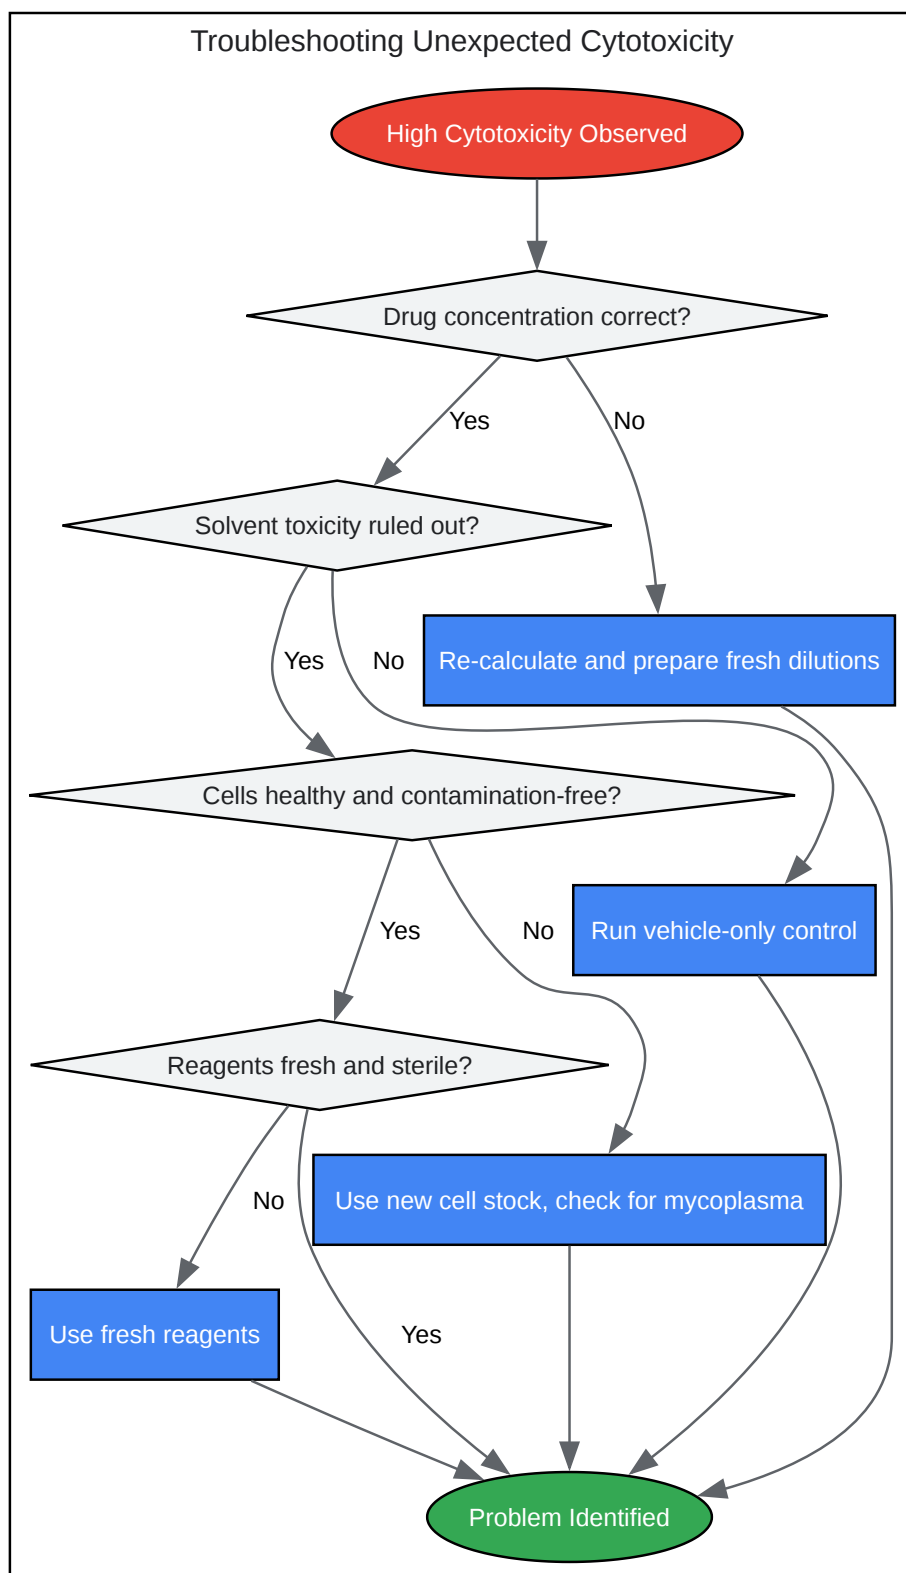 Troubleshooting Unexpected Cytotoxicity
High Cytotoxicity Observed
Drug concentration correct?
Yes
No
Solvent toxicity ruled out?
Yes
No
Re-calculate and prepare fresh dilutions
Cells healthy and contamination-free?
Yes
No
Run vehicle-only control
Reagents fresh and sterile?
No
Use new cell stock, check for mycoplasma
Use fresh reagents
Yes
Problem Identified